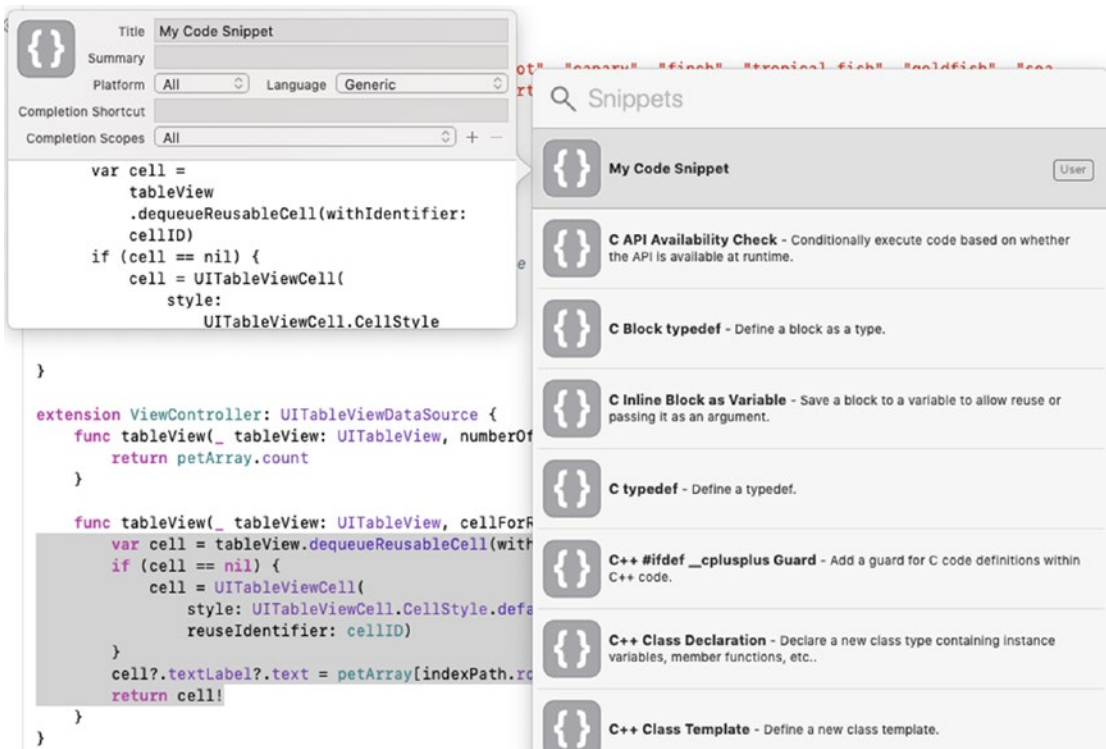 { }
Title My Code Snippet
Summary
Platform All Language Generic
Completion Shortcut
Completion Scopes All + −
var cell =
tableView
.dequeueReusableCell(withIdentifier:
cellID)
if (cell == nil) {
cell = UITableViewCell(
style:
UITableViewCell.CellStyle
ot", "canary", "finch", "tropical fish", "goldfish", "sea
rt
e
}
extension ViewController: UITableViewDataSource {
func tableView(_ tableView: UITableView, numberOf
return petArray.count
}
func tableView(_ tableView: UITableView, cellForR
var cell = tableView.dequeueReusableCell(with
if (cell == nil) {
cell = UITableViewCell(
style: UITableViewCell.CellStyle.defa
reuseIdentifier: cellID)
}
cell?.textLabel?.text = petArray[indexPath.ro
return cell!
}
}
Snippets
{ } My Code Snippet User
{ } C API Availability Check - Conditionally execute code based on whether
the API is available at runtime.
{ } C Block typedef - Define a block as a type.
{ } C Inline Block as Variable - Save a block to a variable to allow reuse or
passing it as an argument.
{ } C typedef - Define a typedef.
{ } C++ #ifdef __cplusplus Guard - Add a guard for C code definitions within
C++ code.
{ } C++ Class Declaration - Declare a new class type containing instance
variables, member functions, etc..
{ } C++ Class Template - Define a new class template.